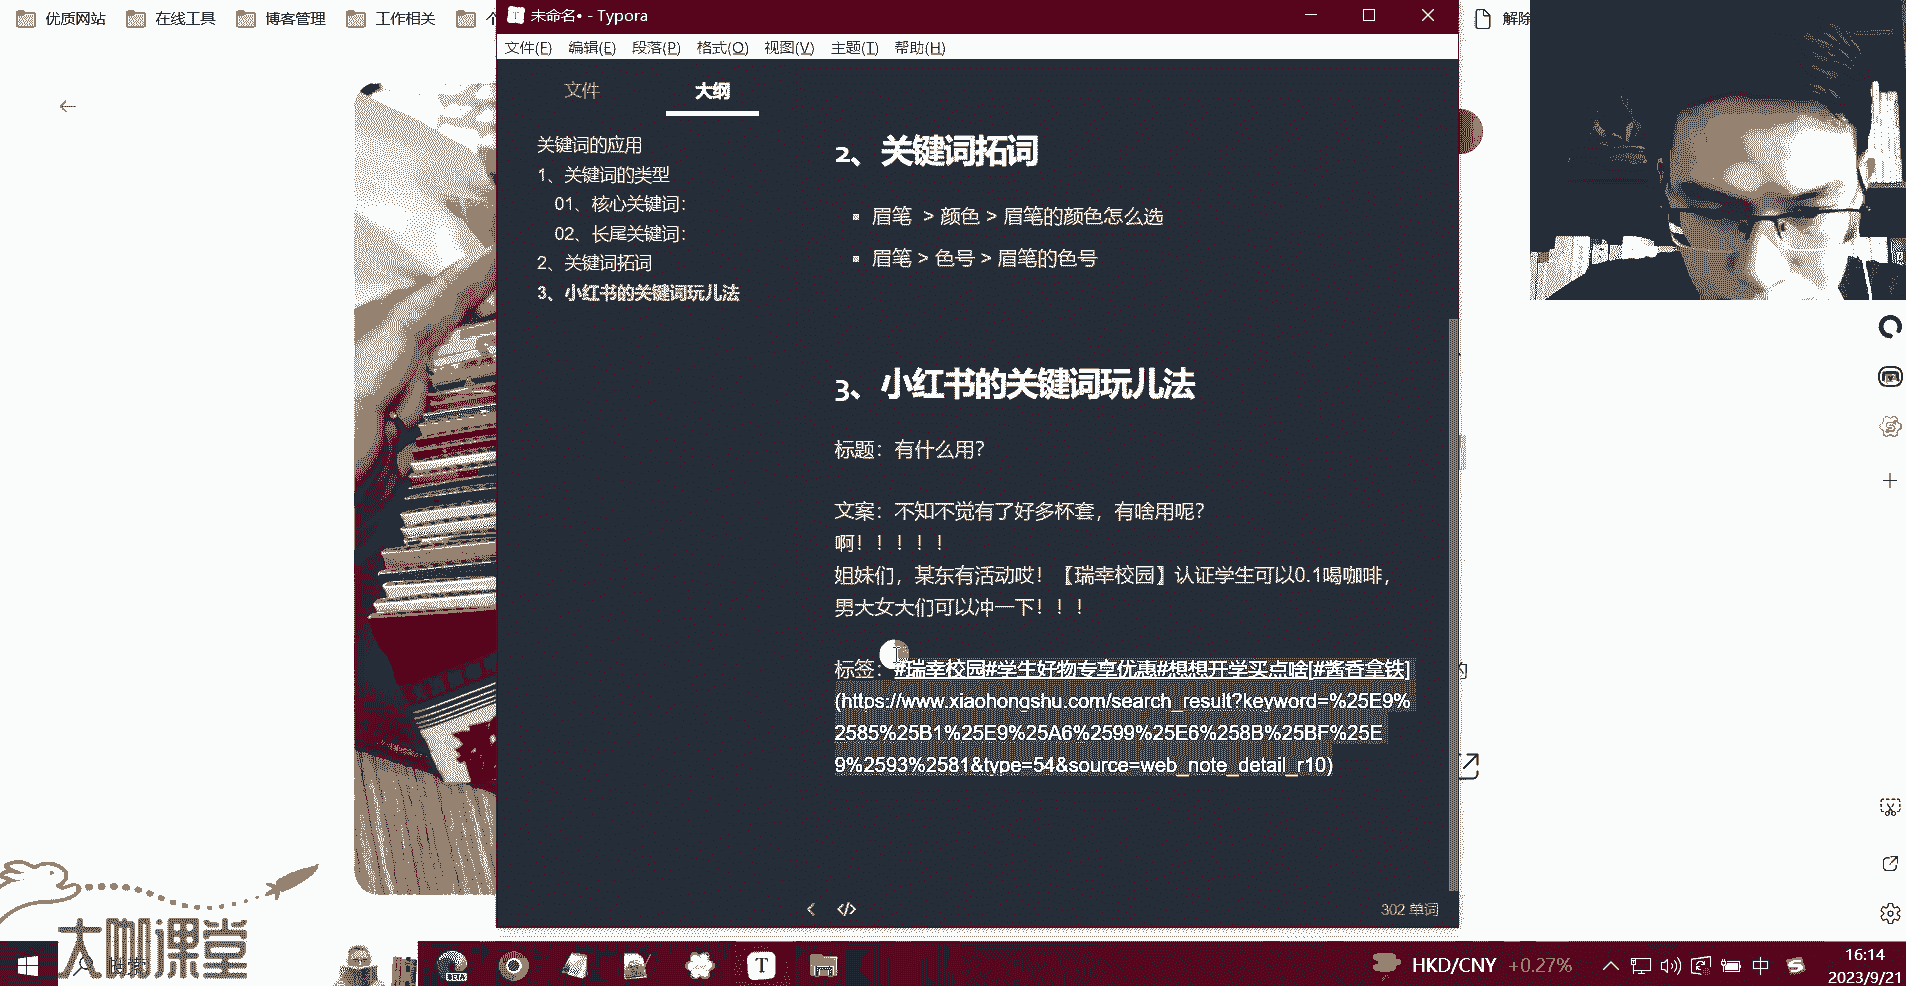 优质网站
在线工具
博客管理
工作相关
未命名• - Typora
解除
文件(F) 编辑(E) 段落(P) 格式(O) 视图(V) 主题(T) 帮助(H)
文件
大纲
关键词的应用
1、关键词的类型
01、核心关键词：
02、长尾关键词：
2、关键词拓词
3、小红书的关键词玩儿法
2、关键词拓词
眉笔 > 颜色 > 眉笔的颜色怎么选
眉笔 > 色号 > 眉笔的色号
3、小红书的关键词玩儿法
标题：有什么用？
文案：不知不觉有了好多杯套，有啥用呢？
啊！！！！！
姐妹们，某东有活动哎！【瑞幸校园】认证学生可以0.1喝咖啡，
男大女大们可以冲一下！！！
标签：#瑞幸校园#学生好物专享优惠#想想开学买点啥[#酱香拿铁]
(https://www.xiaohongshu.com/search_result?keyword=%25E9%
2585%25B1%25E9%25A6%2599%25E6%258B%25BF%25E
9%2593%2581&type=54&source=web_note_detail_r10)
302 单词
大咖课堂
BETA
T
HKD/CNY +0.27%
中
16:14
2023/9/21